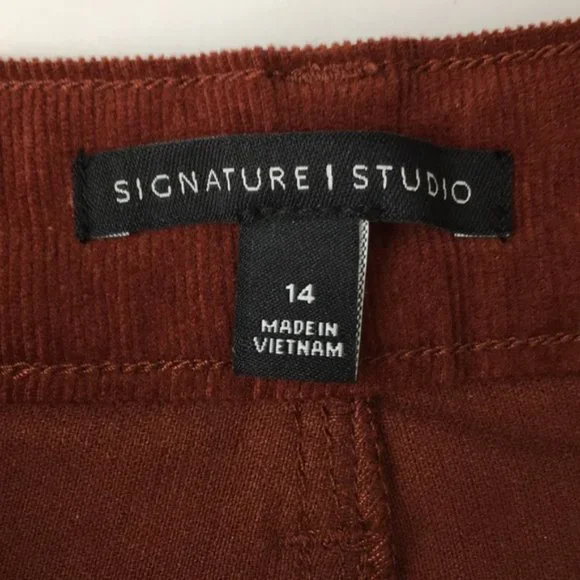 SIGNATURE | STUDIO
14
MADE IN
VIETNAM